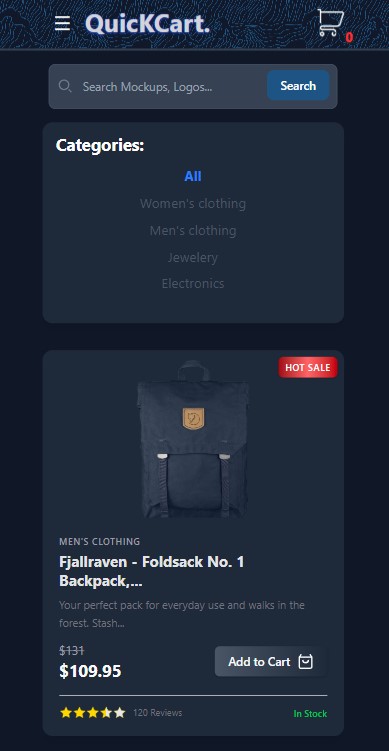 QuicKCart.
0
Search Mockups, Logos...
Search
Categories:
All
Women's clothing
Men's clothing
Jewelery
Electronics
HOT SALE
MEN'S CLOTHING
Fjallraven - Foldsack No. 1
Backpack,...
Your perfect pack for everyday use and walks in the
forest. Stash...
$131
$109.95
Add to Cart
120 Reviews
In Stock